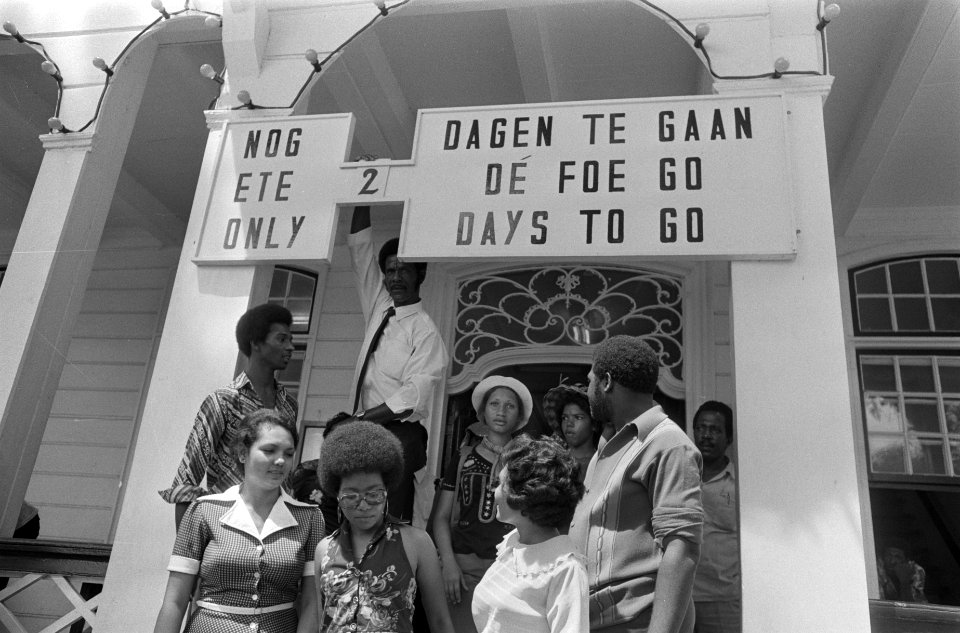 NOG 2 DAGEN TE GAAN
ETE DÉ FOE GO
ONLY DAYS TO GO